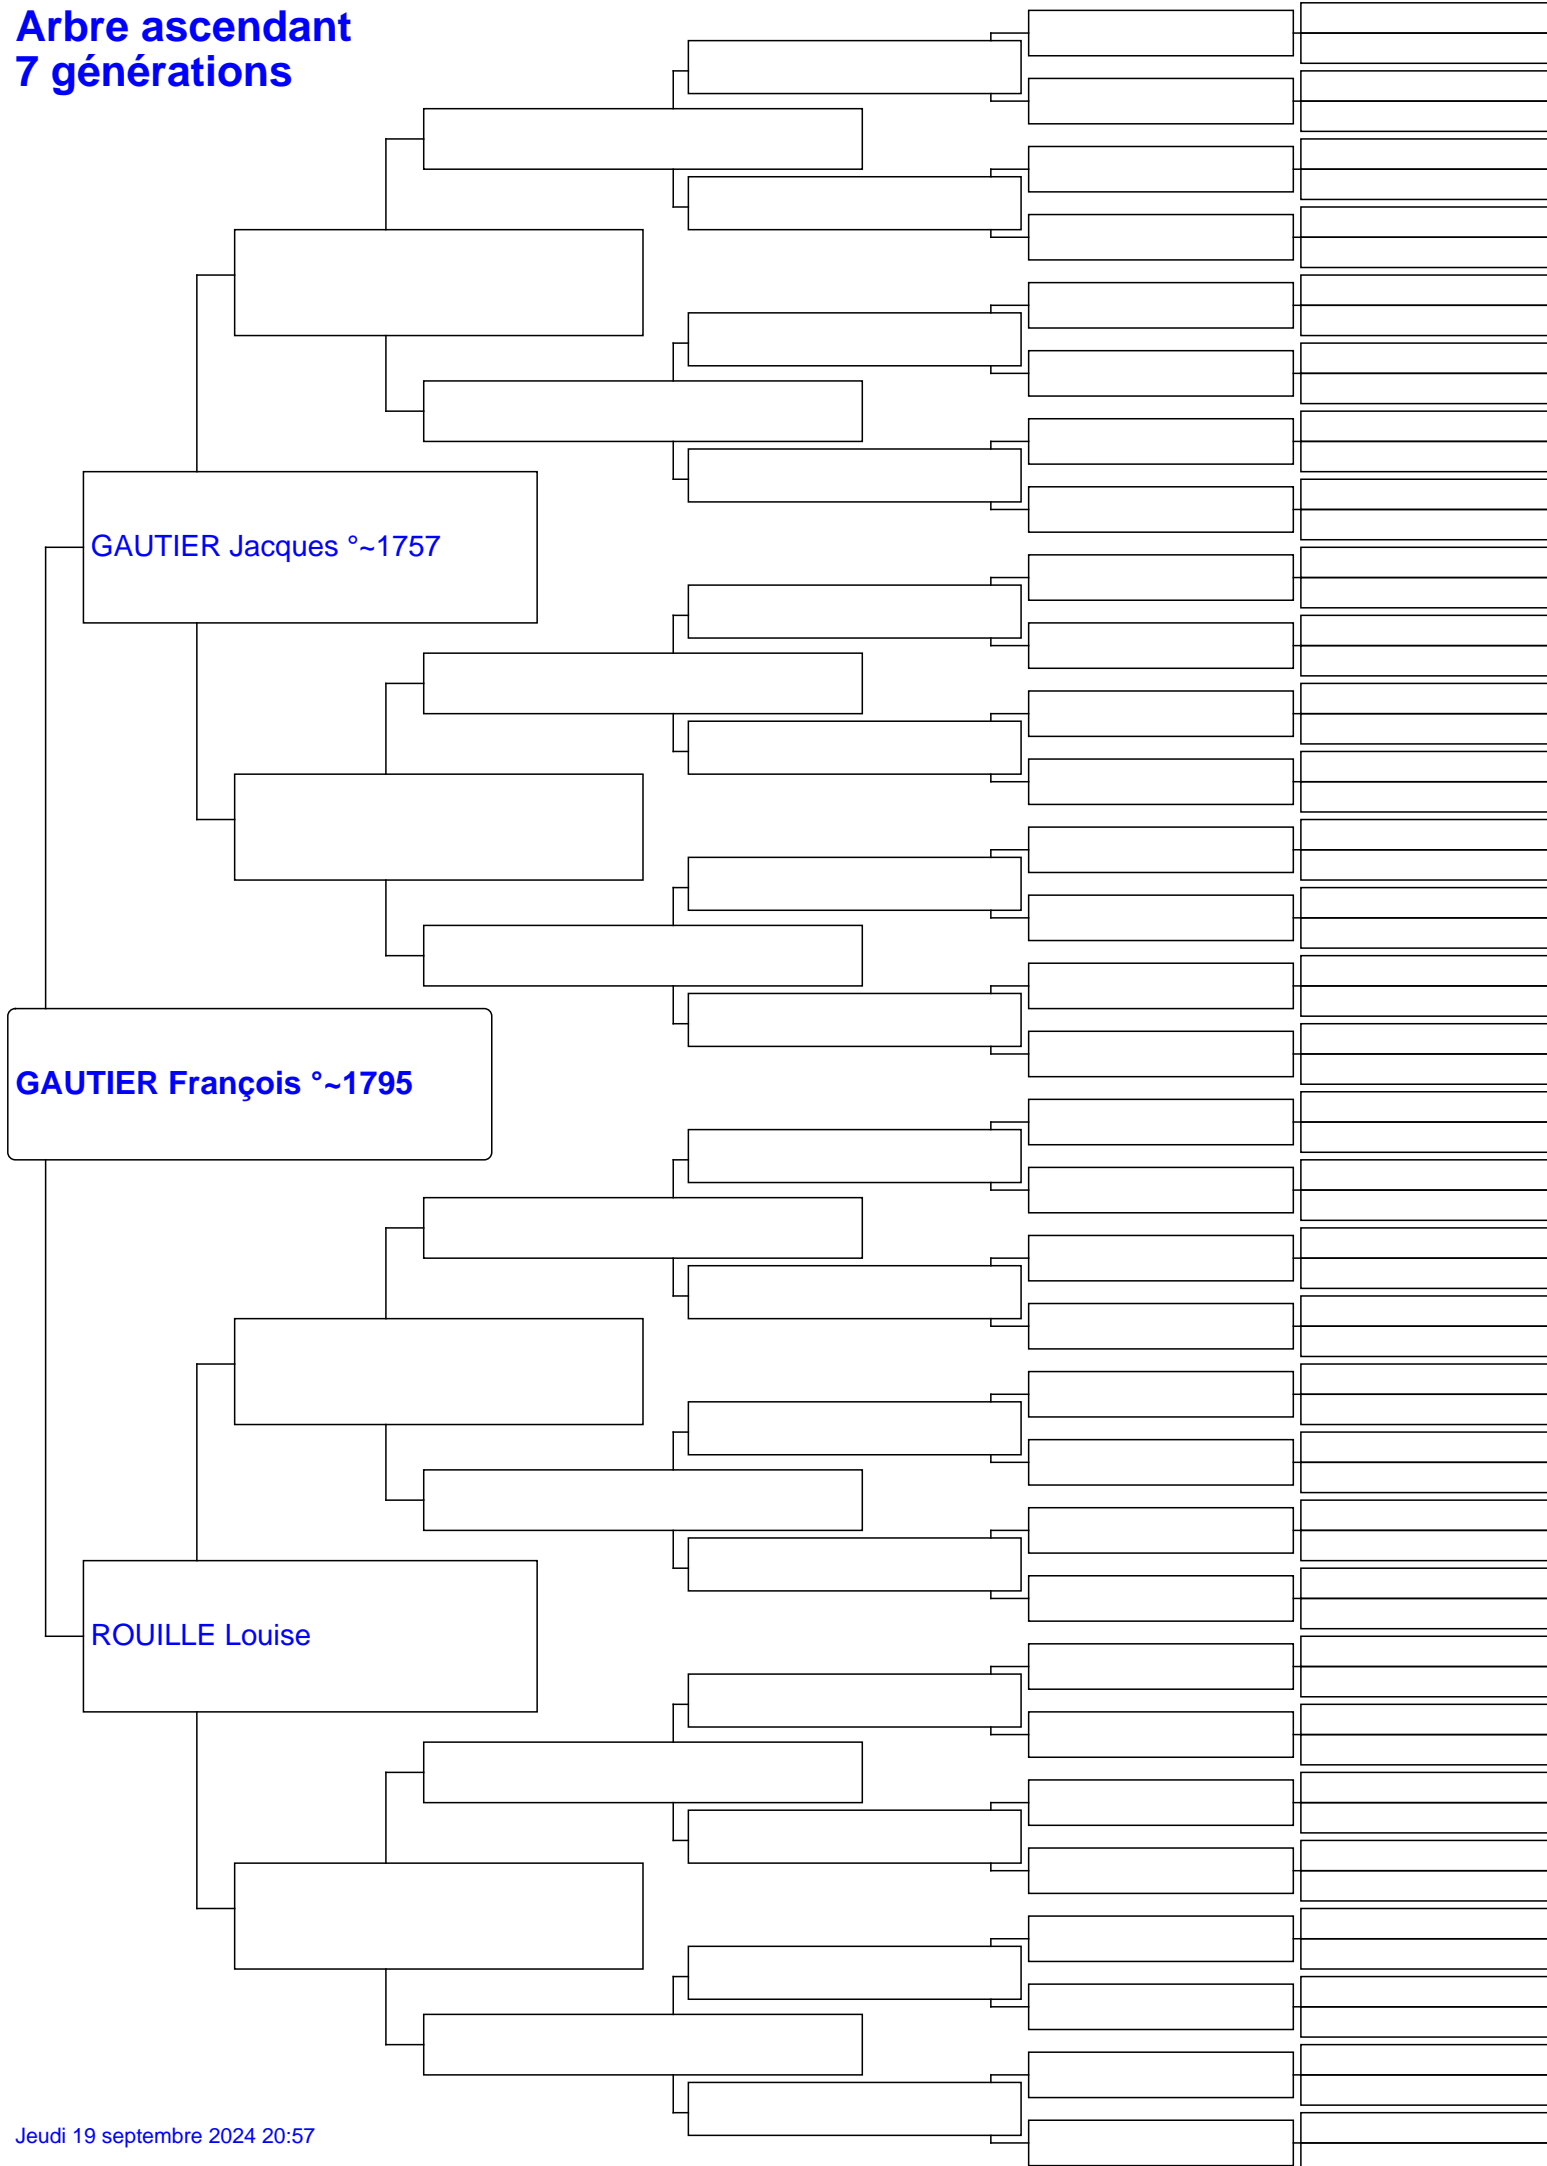 Arbre ascendant
7 générations
GAUTIER Jacques °~1757
GAUTIER François °~1795
ROUILLE Louise
Jeudi 19 septembre 2024 20:57